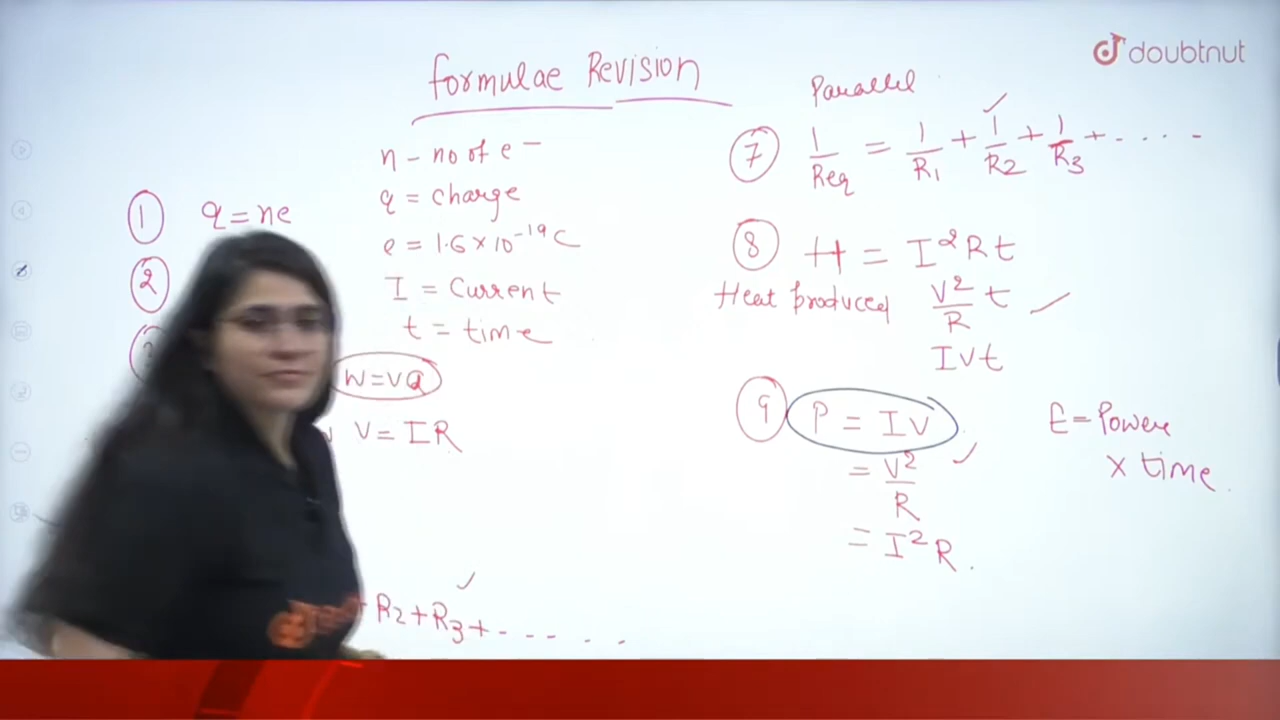 doubtnut
Formulae Revision
n - no of e-
q = charge
e = 1.6 × 10^-19 C
I = Current
t = time
① q = ne
②
③
W = VQ
V = IR
R2 + R3 + - - - - -
Parallel
⑦ 1/Req = 1/R1 + 1/R2 + 1/R3 + - - - -
⑧ H = I²Rt
Heat produced V²/R t
IVt
⑨ P = IV
= V²/R
= I²R.
E = Power
× time.